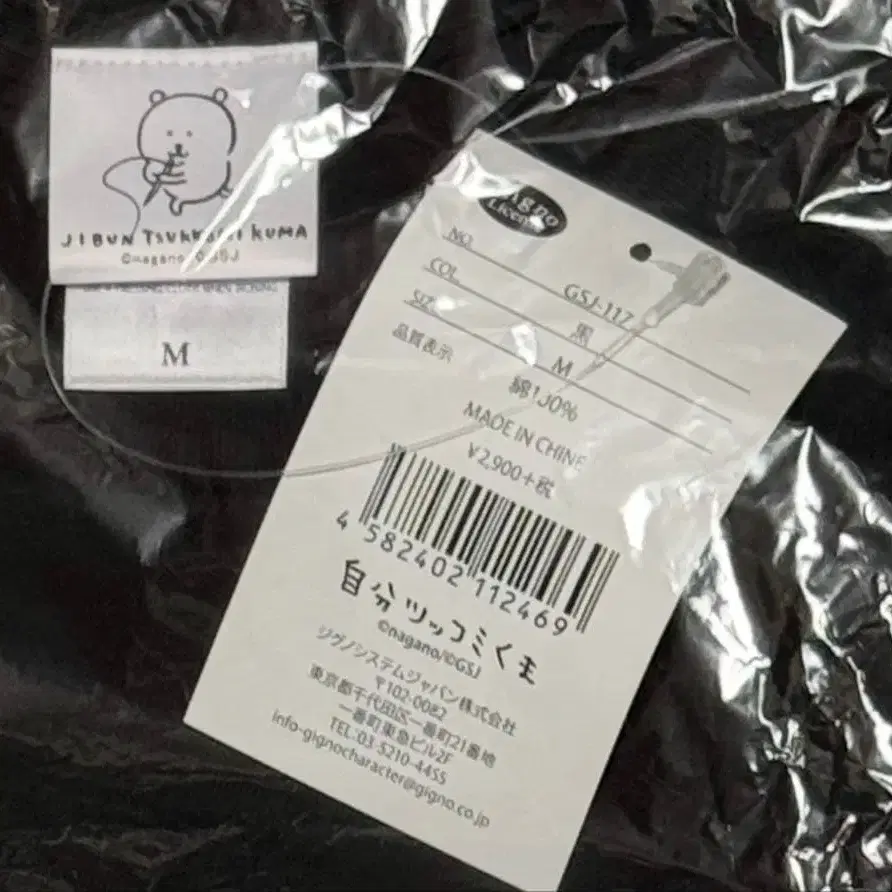 JIBUN TSUKKOMI KUMA
©nagano/©GSJ
M
Licens
NO.
GSJ-117
COL.
黒
SIZ
M
品質表示
綿100%
MADE IN CHINE
¥2,900+税
4 582402 112469
自分ツッコミくま
©nagano/©GSJ
ジグノシステムジャパン株式会社
〒102-0082
東京都千代田区一番町21番地
一番町東急ビル2F
TEL:03-5210-4455
info-gignocharacter@gigno.co.jp